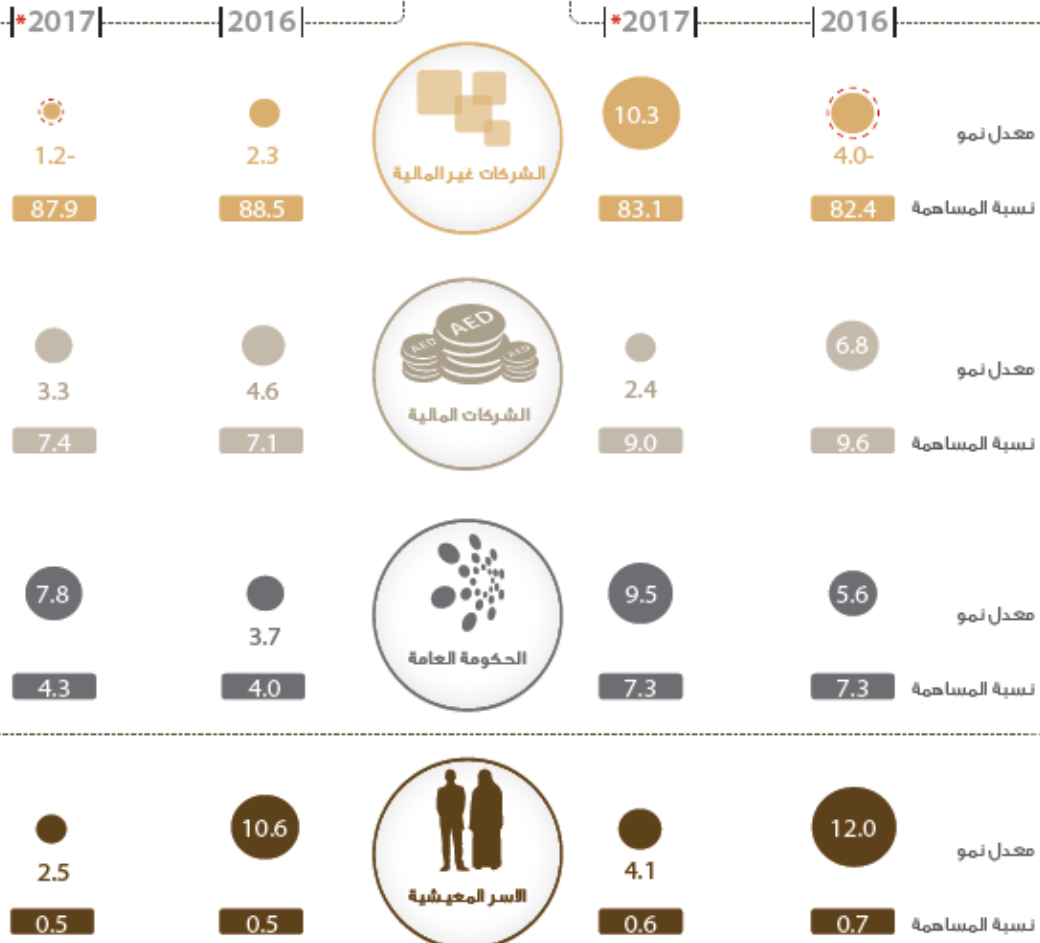 2016 *2017 2016 *2017
معدل نمو 4.0- 10.3 2.3 1.2-
الشركات غير المالية
نسبة المساهمة 82.4 83.1 88.5 87.9
AED AED AED
معدل نمو 6.8 2.4 4.6 3.3
الشركات المالية
نسبة المساهمة 9.6 9.0 7.1 7.4
معدل نمو 5.6 9.5 3.7 7.8
الحكومة العامة
نسبة المساهمة 7.3 7.3 4.0 4.3
معدل نمو 12.0 4.1 10.6 2.5
الاسر المعيشية
نسبة المساهمة 0.7 0.6 0.5 0.5